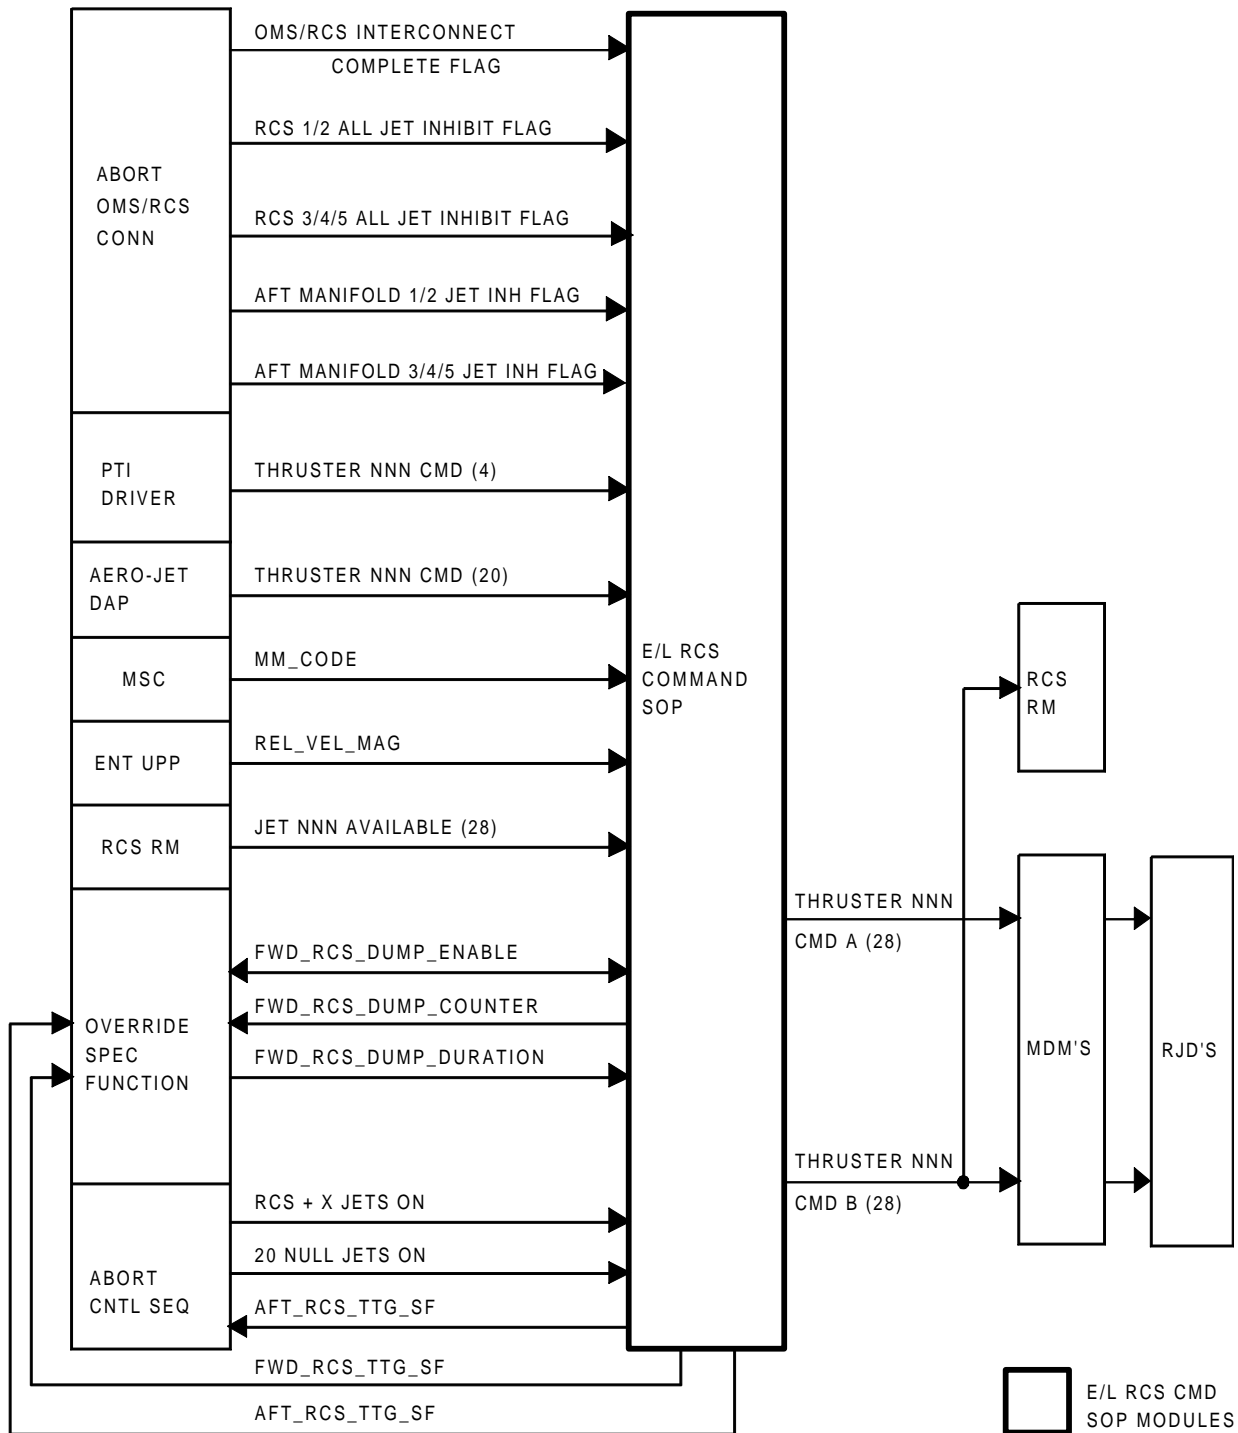 OMS/RCS INTERCONNECT
COMPLETE FLAG
RCS 1/2 ALL JET INHIBIT FLAG
ABORT
OMS/RCS
CONN
RCS 3/4/5 ALL JET INHIBIT FLAG
AFT MANIFOLD 1/2 JET INH FLAG
AFT MANIFOLD 3/4/5 JET INH FLAG
PTI
DRIVER
THRUSTER NNN CMD (4)
AERO-JET
DAP
THRUSTER NNN CMD (20)
MSC
MM_CODE
E/L RCS
COMMAND
SOP
RCS
RM
ENT UPP
REL_VEL_MAG
RCS RM
JET NNN AVAILABLE (28)
THRUSTER NNN
CMD A (28)
FWD_RCS_DUMP_ENABLE
FWD_RCS_DUMP_COUNTER
OVERRIDE
SPEC
FUNCTION
FWD_RCS_DUMP_DURATION
MDM'S
RJD'S
THRUSTER NNN
CMD B (28)
RCS + X JETS ON
20 NULL JETS ON
ABORT
CNTL SEQ
AFT_RCS_TTG_SF
FWD_RCS_TTG_SF
AFT_RCS_TTG_SF
E/L RCS CMD
SOP MODULES